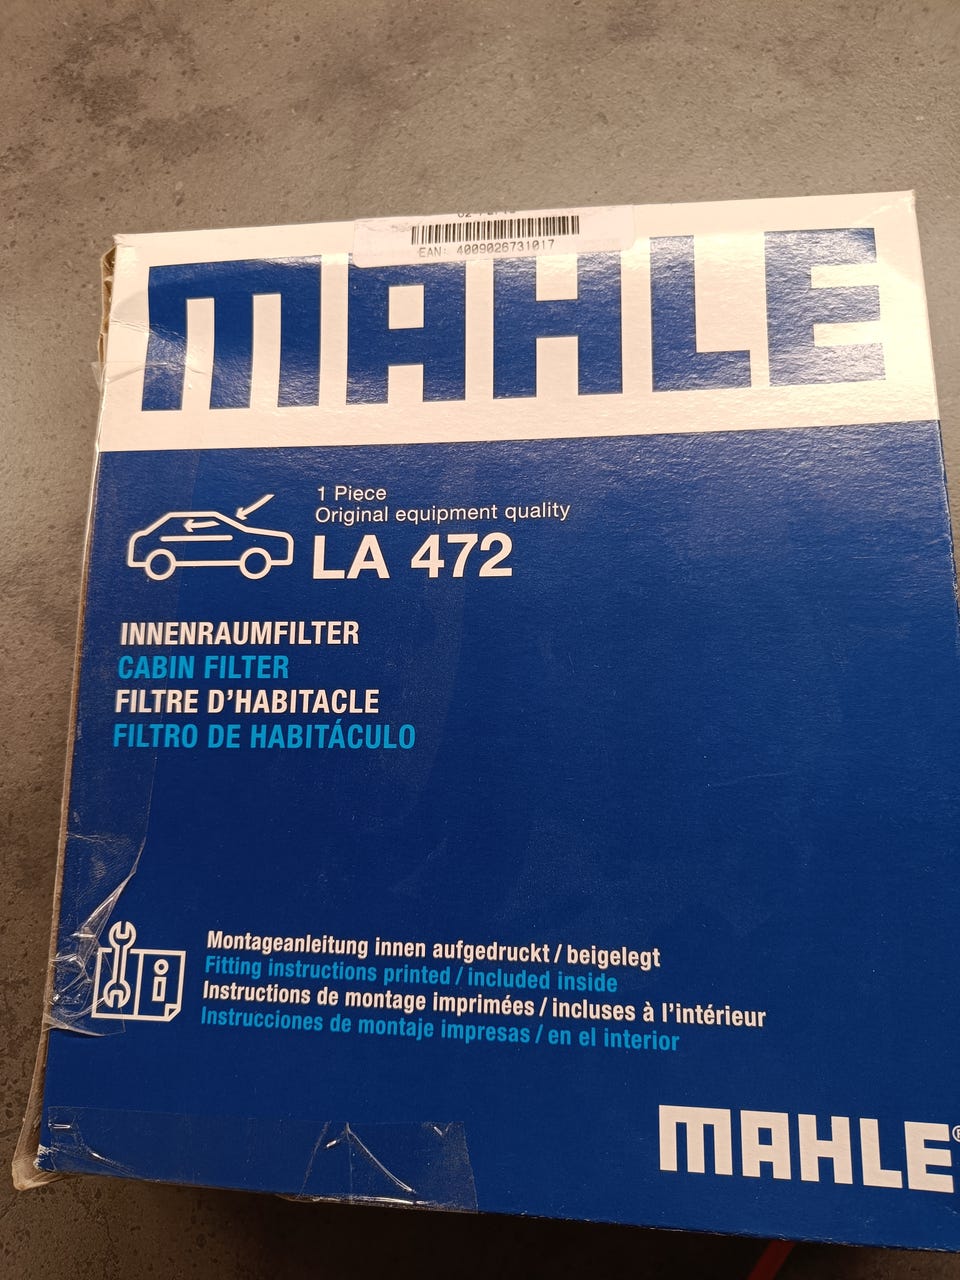 EAN: 4009026731017
MAHLE
1 Piece
Original equipment quality
LA 472
INNENRAUMFILTER
CABIN FILTER
FILTRE D'HABITACLE
FILTRO DE HABITÁCULO
Montageanleitung innen aufgedruckt / beigelegt
Fitting instructions printed / included inside
Instructions de montage imprimées / incluses à l'intérieur
Instrucciones de montaje impresas / en el interior
MAHLE®